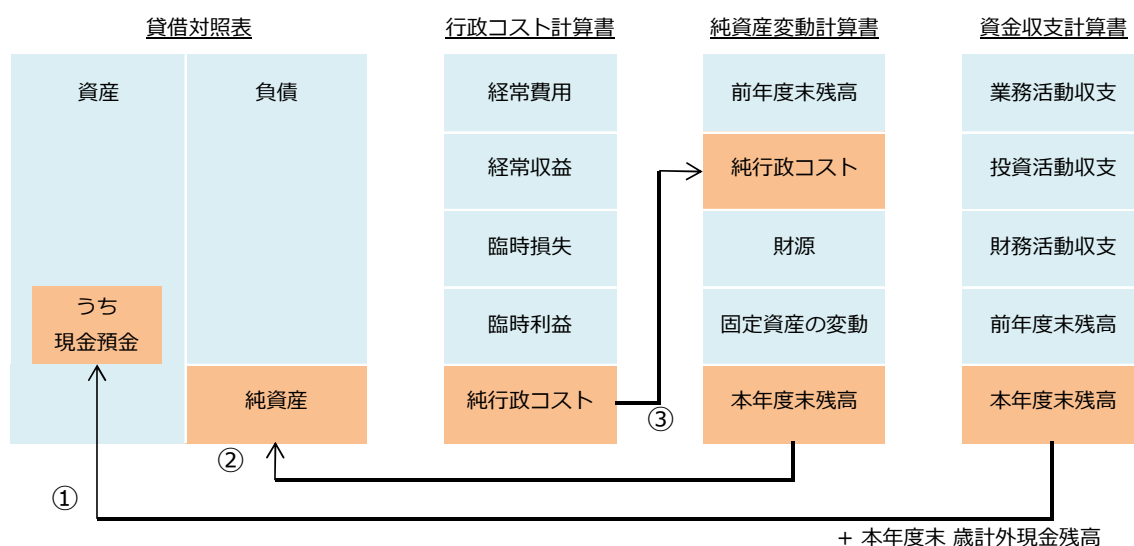 貸借対照表
行政コスト計算書
純資産変動計算書
資金収支計算書
資産
負債
経常費用
前年度末残高
業務活動収支
経常収益
純行政コスト
投資活動収支
臨時損失
財源
財務活動収支
うち
現金預金
臨時利益
固定資産の変動
前年度末残高
純資産
純行政コスト
本年度末残高
本年度末残高
③
②
①
+ 本年度末 歳計外現金残高